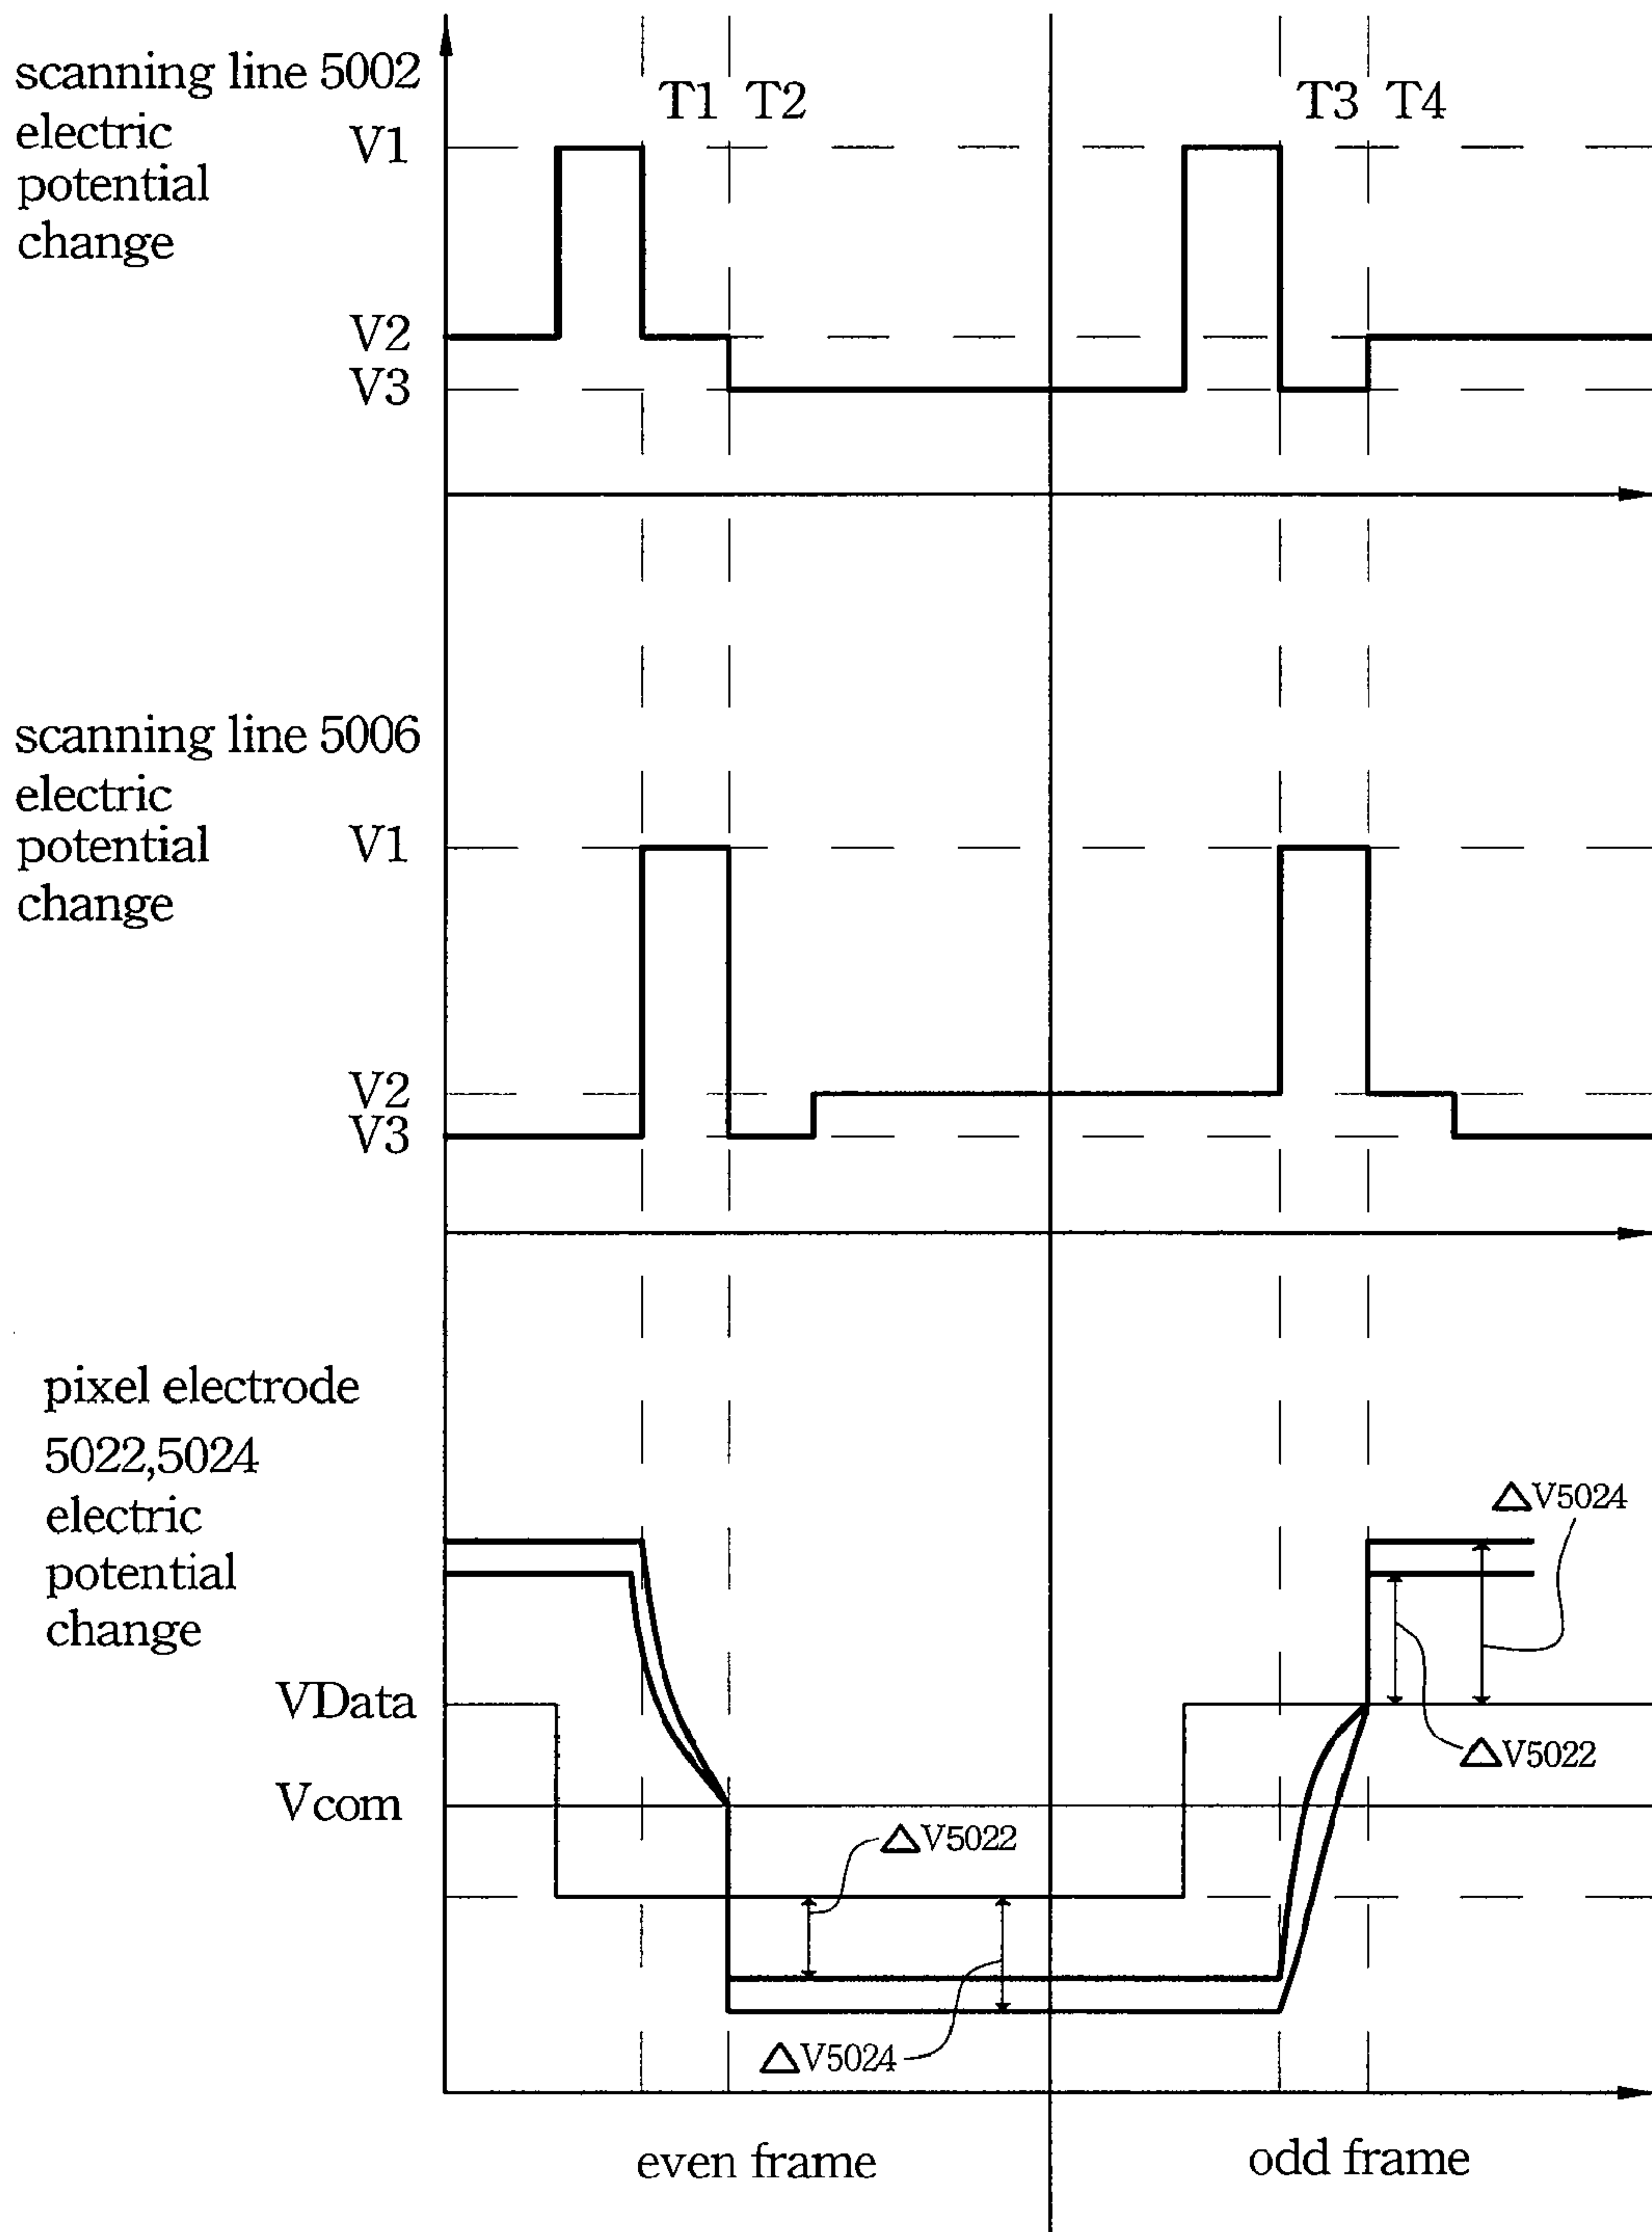 scanning line 5002
electric
potential
change
T1 T2
T3 T4
V1
V2
V3
scanning line 5006
electric
potential
change
V1
V2
V3
pixel electrode
5022,5024
electric
potential
change
△V5024
VData
△V5022
Vcom
△V5022
△V5024
even frame
odd frame